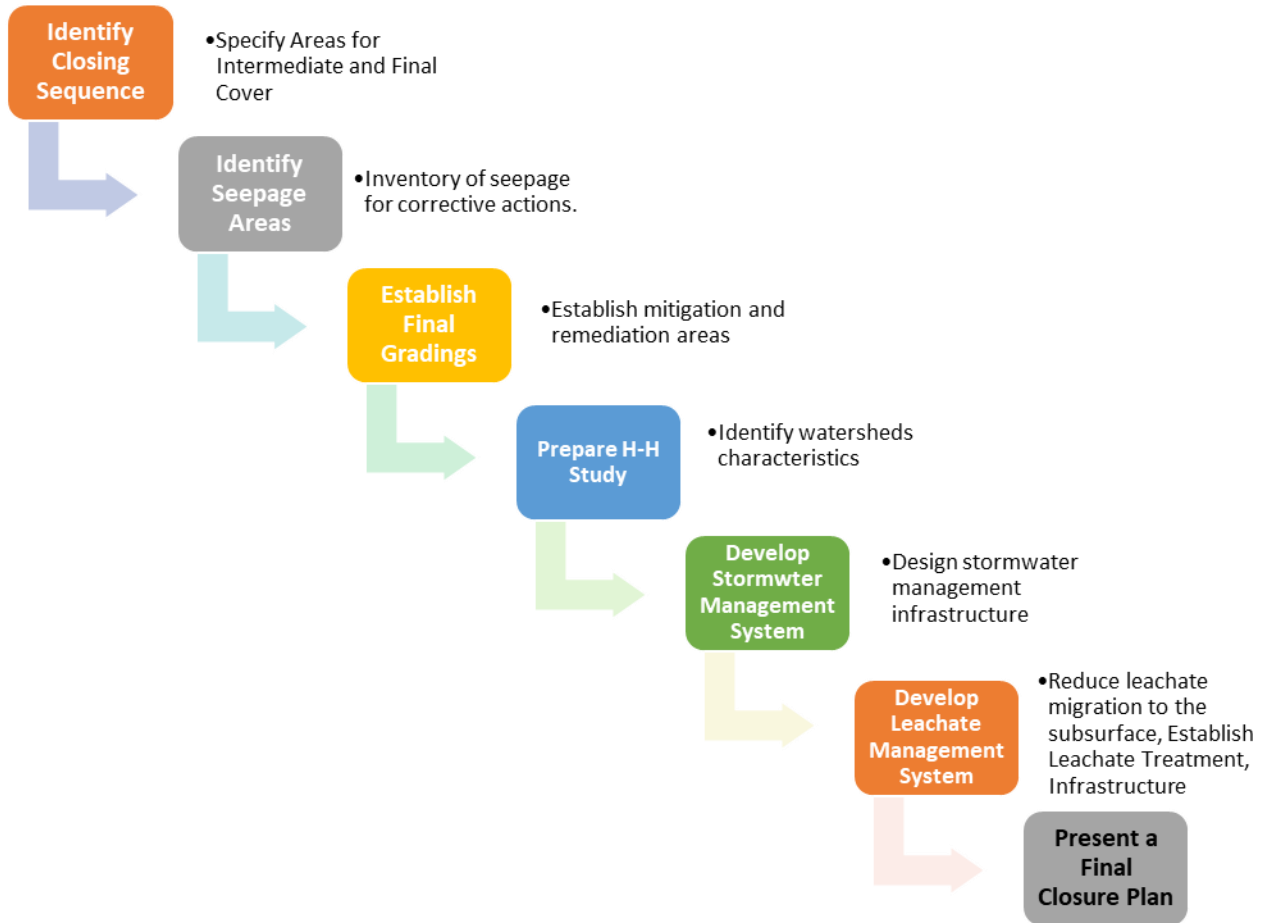 Identify
Closing
Sequence
•Specify Areas for
Intermediate and Final
Cover
Identify
Seepage
Areas
•Inventory of seepage
for corrective actions.
Establish
Final
Gradings
•Establish mitigation and
remediation areas
Prepare H-H
Study
•Identify watersheds
characteristics
Develop
Stormwter
Management
System
•Design stormwater
management
infrastructure
Develop
Leachate
Management
System
•Reduce leachate
migration to the
subsurface, Establish
Leachate Treatment,
Infrastructure
Present a
Final
Closure Plan